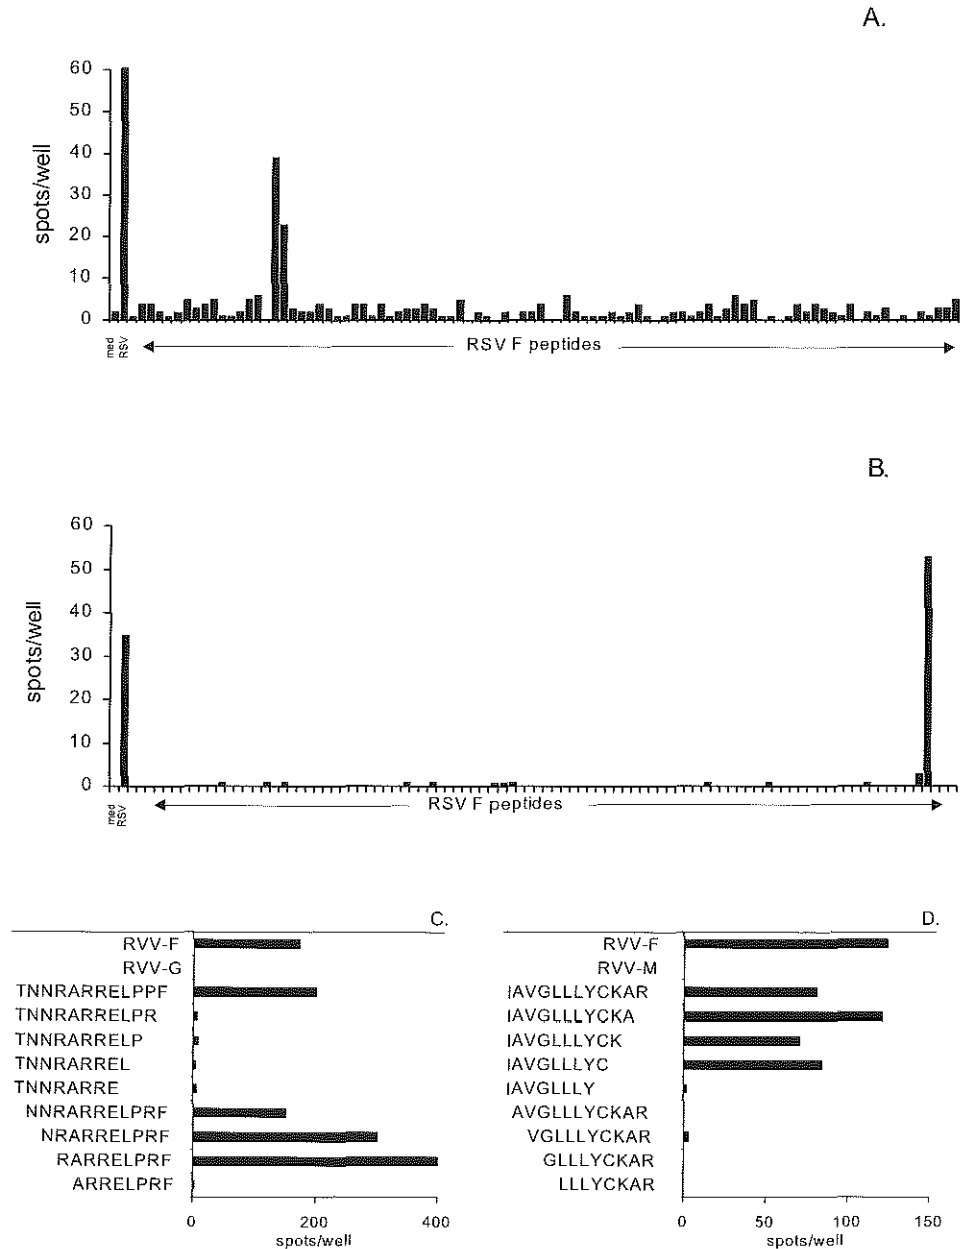 A.
60
50
40
30
20
10
0
spots/well
med
RSV
RSV F peptides
B.
60
50
40
30
20
10
0
spots/well
med
RSV
RSV F peptides
C.
RVV-F
RVV-G
TNNRARRELPPF
TNNRARRELPR
TNNRARRELP
TNNRARREL
TNNRARRE
NNRARRELPRF
NRARRELPRF
RARRELPRF
ARRELPRF
0 200 400
spots/well
D.
RVV-F
RVV-M
IAVGLLLYCKAR
IAVGLLLYCKA
IAVGLLLYCK
IAVGLLLYC
IAVGLLLY
AVGLLLYCKAR
VGLLLYCKAR
GLLLYCKAR
LLLYCKAR
0 50 100 150
spots/well